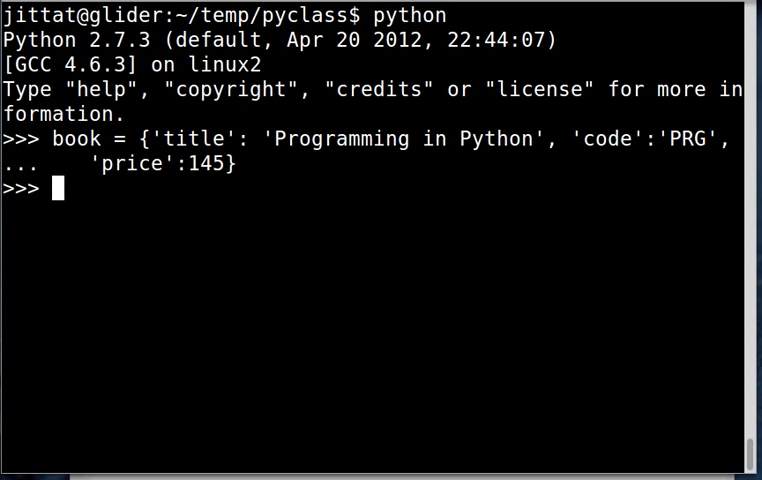 jittat@glider:~/temp/pyclass$ python
Python 2.7.3 (default, Apr 20 2012, 22:44:07)
[GCC 4.6.3] on linux2
Type "help", "copyright", "credits" or "license" for more in
formation.
>>> book = {'title': 'Programming in Python', 'code':'PRG',
...    'price':145}
>>>